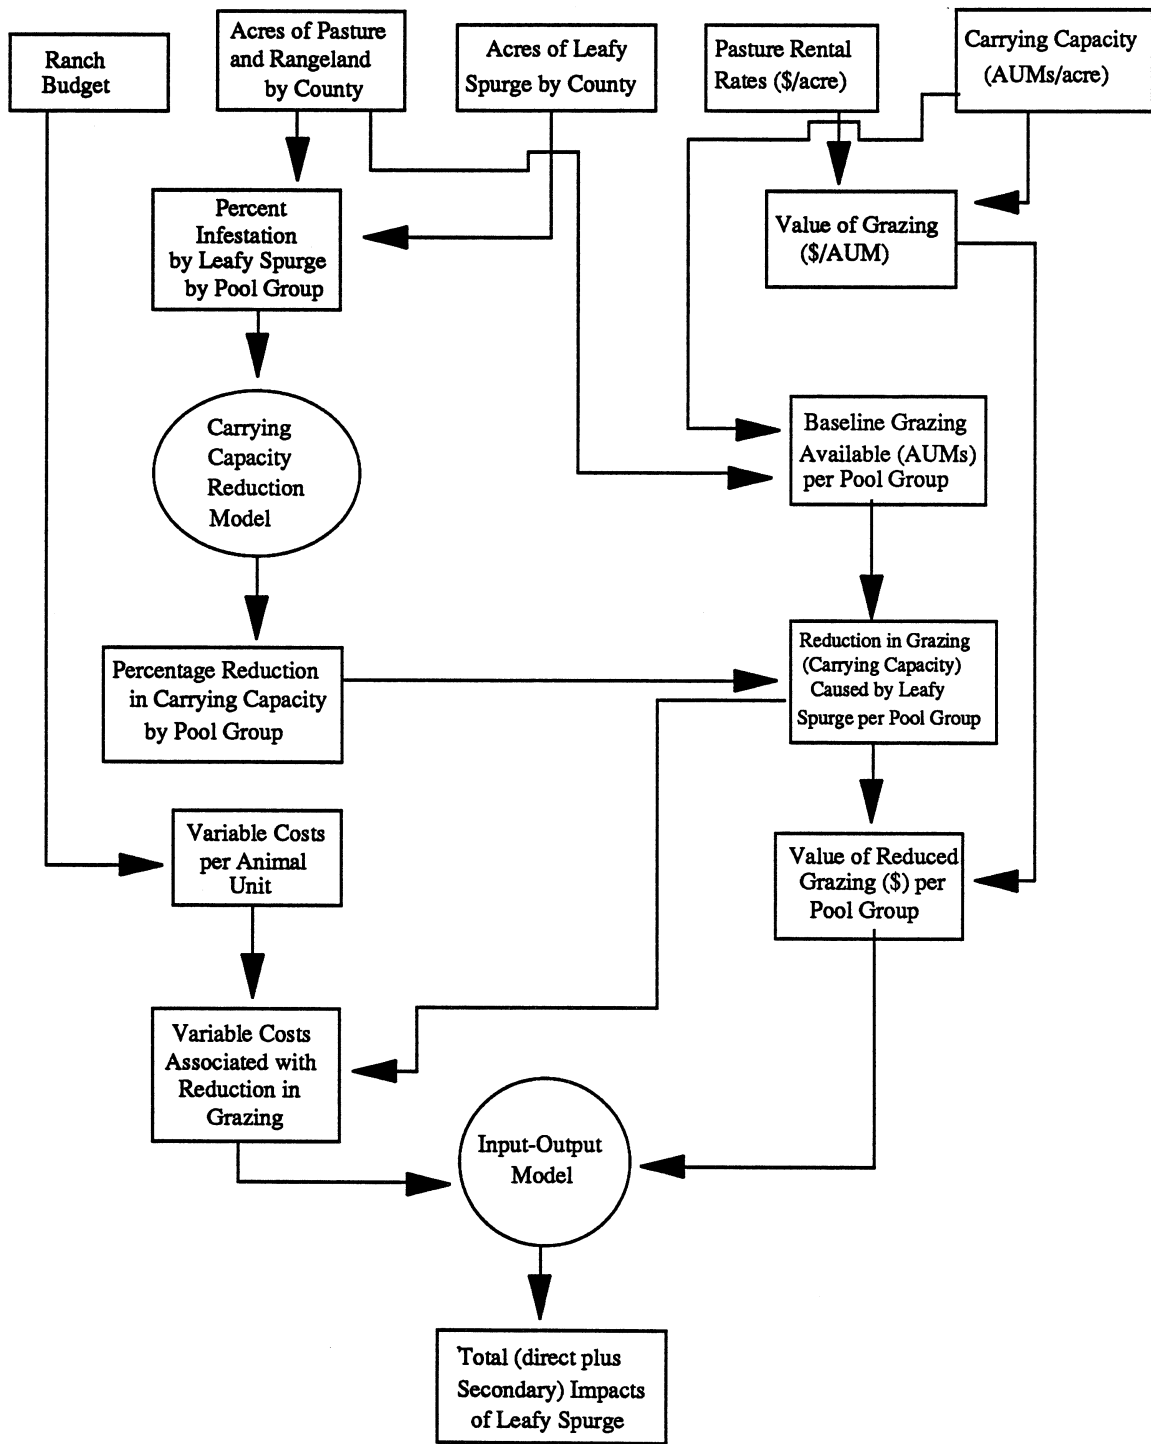 Ranch
Budget
Acres of Pasture
and Rangeland
by County
Acres of Leafy
Spurge by County
Pasture Rental
Rates ($/acre)
Carrying Capacity
(AUMs/acre)
Percent
Infestation
by Leafy Spurge
by Pool Group
Value of Grazing
($/AUM)
Carrying
Capacity
Reduction
Model
Baseline Grazing
Available (AUMs)
per Pool Group
Percentage Reduction
in Carrying Capacity
by Pool Group
Reduction in Grazing
(Carrying Capacity)
Caused by Leafy
Spurge per Pool Group
Variable Costs
per Animal
Unit
Value of Reduced
Grazing ($) per
Pool Group
Variable Costs
Associated with
Reduction in
Grazing
Input-Output
Model
Total (direct plus
Secondary) Impacts
of Leafy Spurge